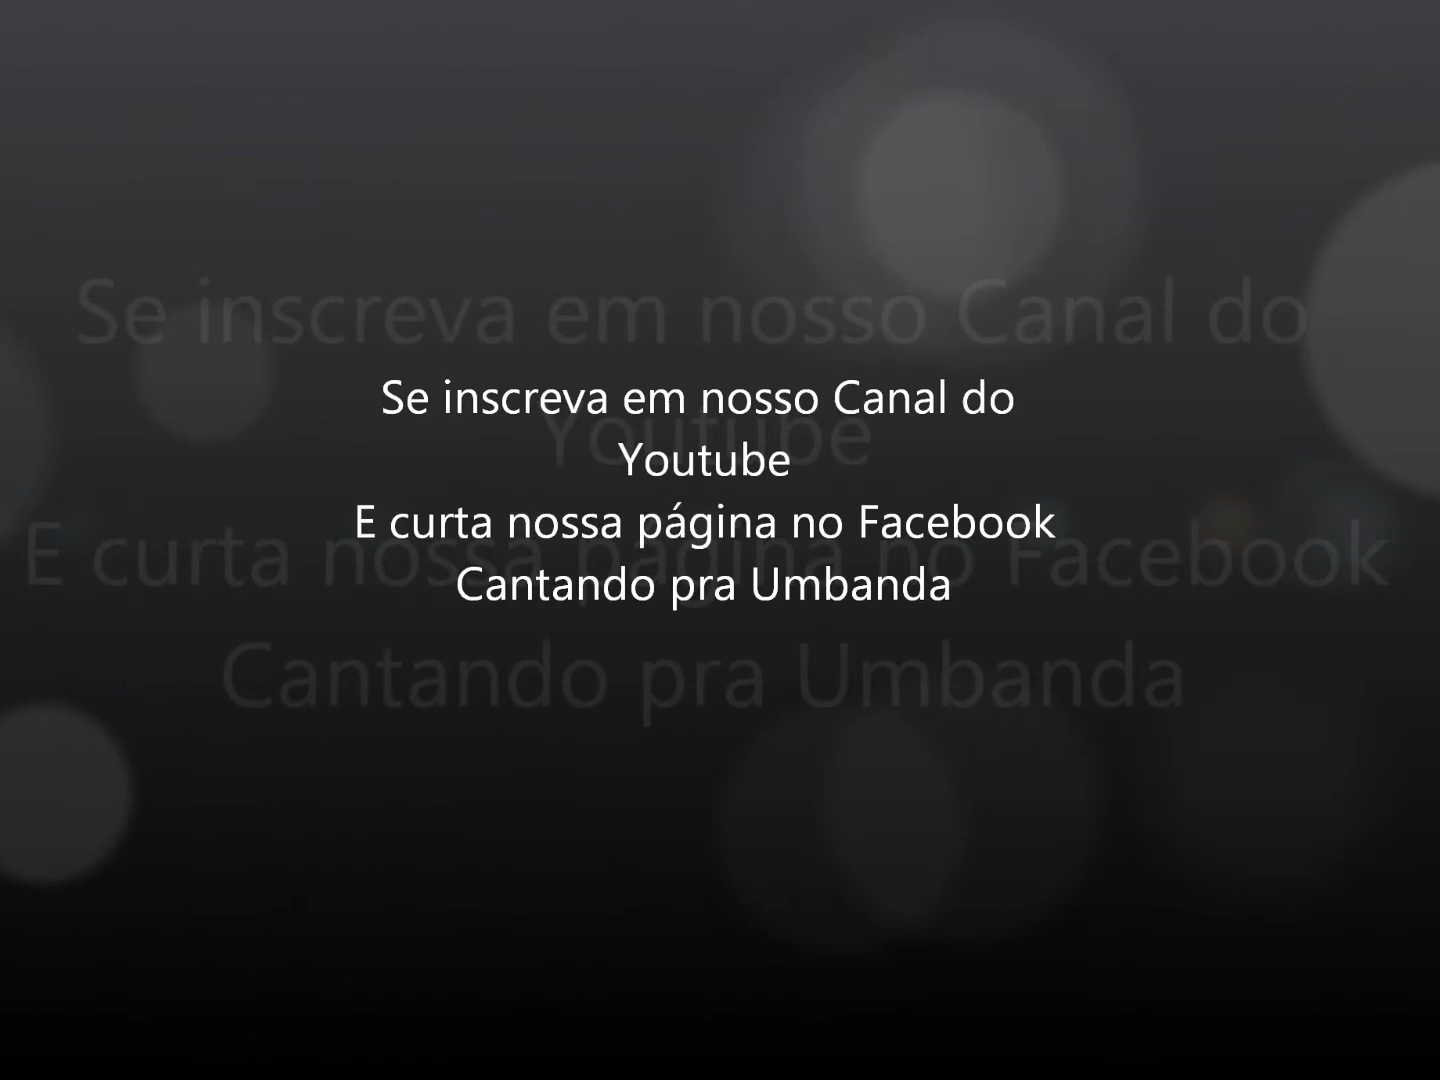 Se inscreva em nosso Canal do
Youtube
E curta nossa página no Facebook
Cantando pra Umbanda